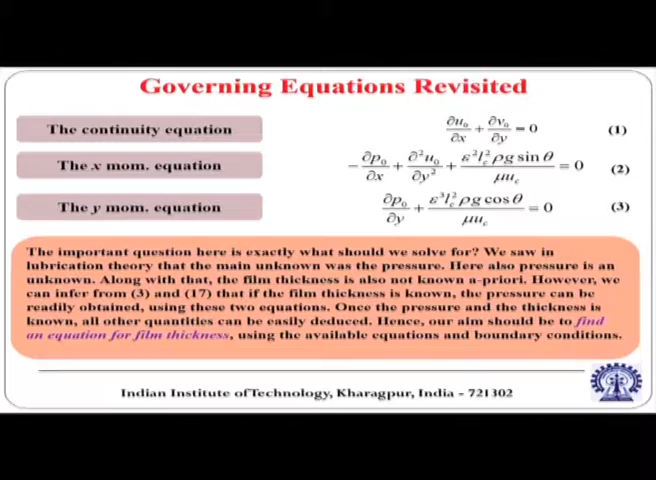 Governing Equations Revisited
The continuity equation
∂u₀/∂x + ∂v₀/∂y = 0 (1)
The x mom. equation
−∂p₀/∂x + ∂²u₀/∂y² + ε²l_c²ρg sin θ/μu_c = 0 (2)
The y mom. equation
∂p₀/∂y + ε³l_c²ρg cos θ/μu_c = 0 (3)
The important question here is exactly what should we solve for? We saw in
lubrication theory that the main unknown was the pressure. Here also pressure is an
unknown. Along with that, the film thickness is also not known a-priori. However, we
can infer from (3) and (17) that if the film thickness is known, the pressure can be
readily obtained, using these two equations. Once the pressure and the thickness is
known, all other quantities can be easily deduced. Hence, our aim should be to find
an equation for film thickness, using the available equations and boundary conditions.
Indian Institute of Technology, Kharagpur, India - 721302